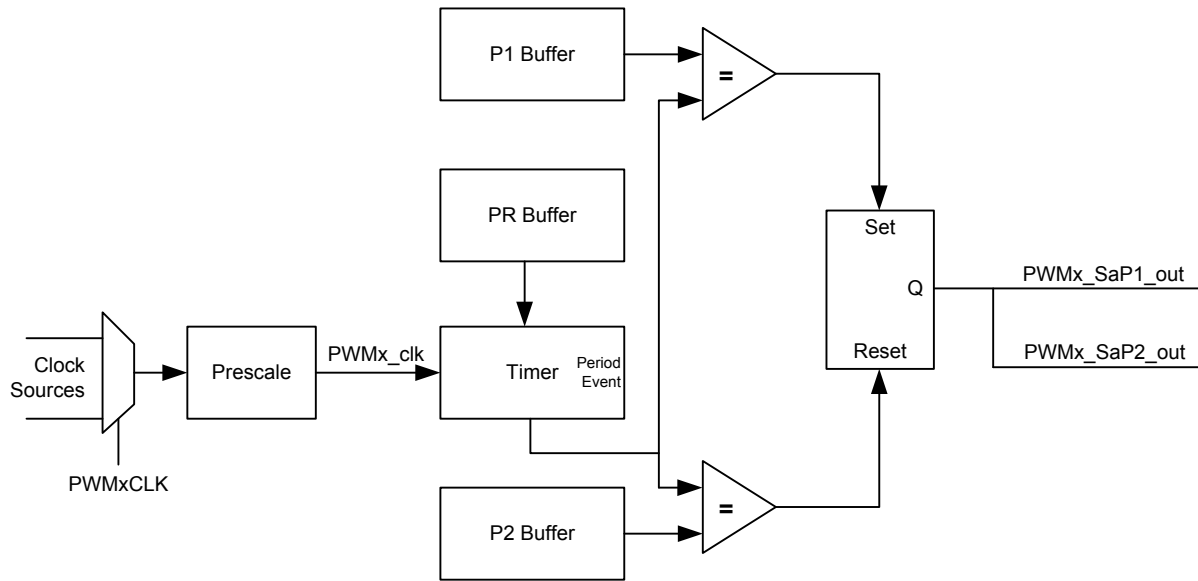 P1 Buffer
=
PR Buffer
Set
Q
PWMx_SaP1_out
Clock
Sources
Prescale
PWMx_clk
Timer
Period
Event
Reset
PWMx_SaP2_out
PWMxCLK
P2 Buffer
=